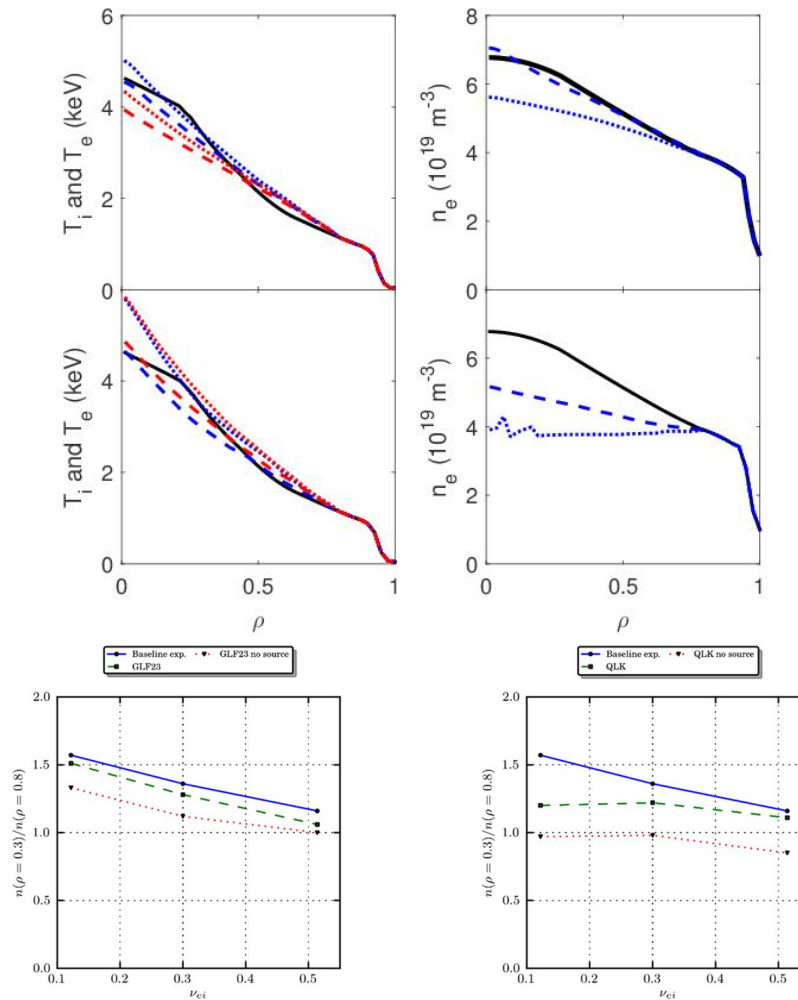 6
4
2
0
T_i and T_e (keV)
8
6
4
2
0
n_e (10^19 m^-3)
4
2
0
T_i and T_e (keV)
0 0.5 1
ρ
6
4
2
0
n_e (10^19 m^-3)
0 0.5 1
ρ
Baseline exp. GLF23 no source
GLF23
2.0
1.5
1.0
0.5
0.0
n(ρ = 0.3)/n(ρ = 0.8)
0.1 0.2 0.3 0.4 0.5
ν_ei
Baseline exp. QLK no source
QLK
2.0
1.5
1.0
0.5
0.0
n(ρ = 0.3)/n(ρ = 0.8)
0.1 0.2 0.3 0.4 0.5
ν_ei